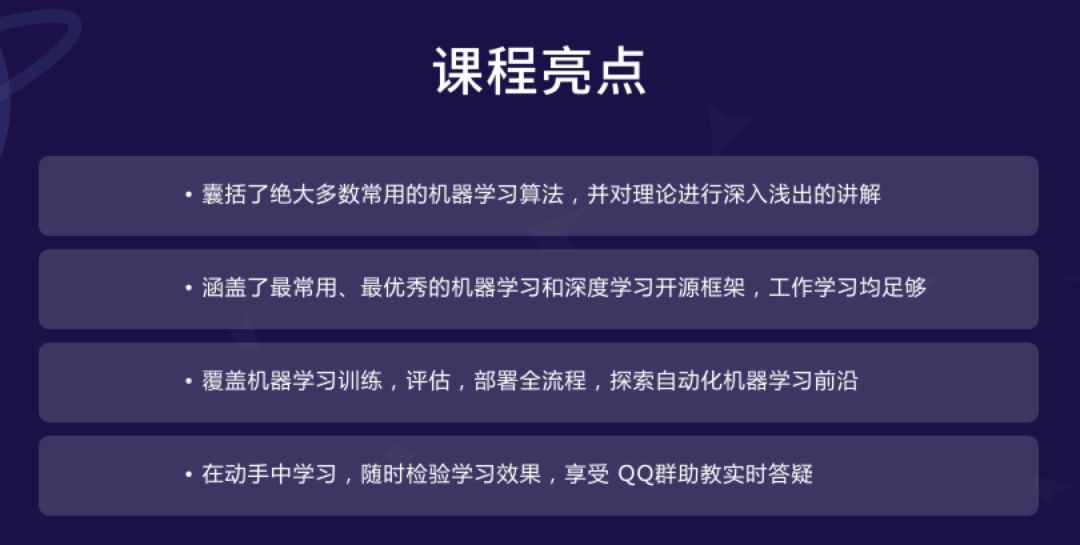 课程亮点
• 囊括了绝大多数常用的机器学习算法，并对理论进行深入浅出的讲解
• 涵盖了最常用、最优秀的机器学习和深度学习开源框架，工作学习均足够
• 覆盖机器学习训练，评估，部署全流程，探索自动化机器学习前沿
• 在动手中学习，随时检验学习效果，享受 QQ群助教实时答疑